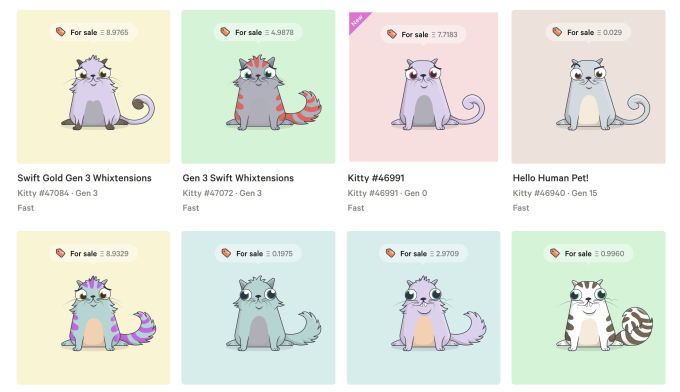 For sale Ξ 8.9765
For sale Ξ 4.9878
New
For sale Ξ 7.7183
For sale Ξ 0.029
Swift Gold Gen 3 Whixtensions
Kitty #47084 · Gen 3
Fast
Gen 3 Swift Whixtensions
Kitty #47072 · Gen 3
Fast
Kitty #46991
Kitty #46991 · Gen 0
Fast
Hello Human Pet!
Kitty #46940 · Gen 15
Fast
For sale Ξ 8.9329
For sale Ξ 0.1975
For sale Ξ 2.9709
For sale Ξ 0.9960